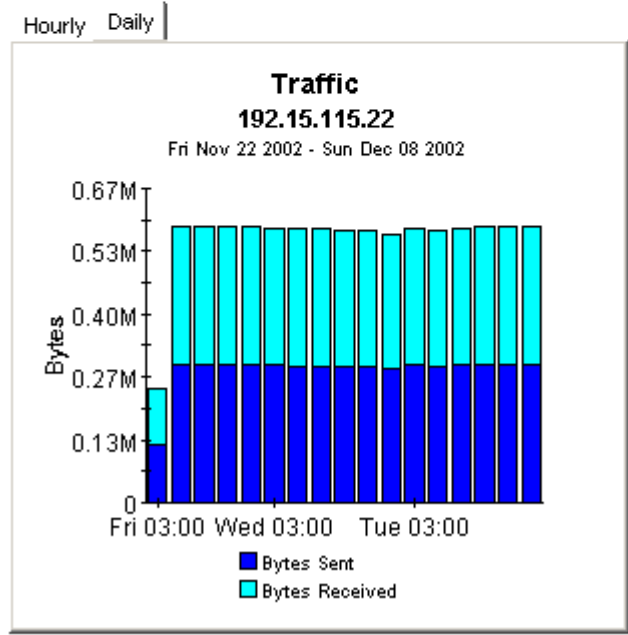 Hourly Daily
Traffic
192.15.115.22
Fri Nov 22 2002 - Sun Dec 08 2002
0.67M
0.53M
0.40M
0.27M
0.13M
0
Bytes
Fri 03:00 Wed 03:00 Tue 03:00
Bytes Sent
Bytes Received